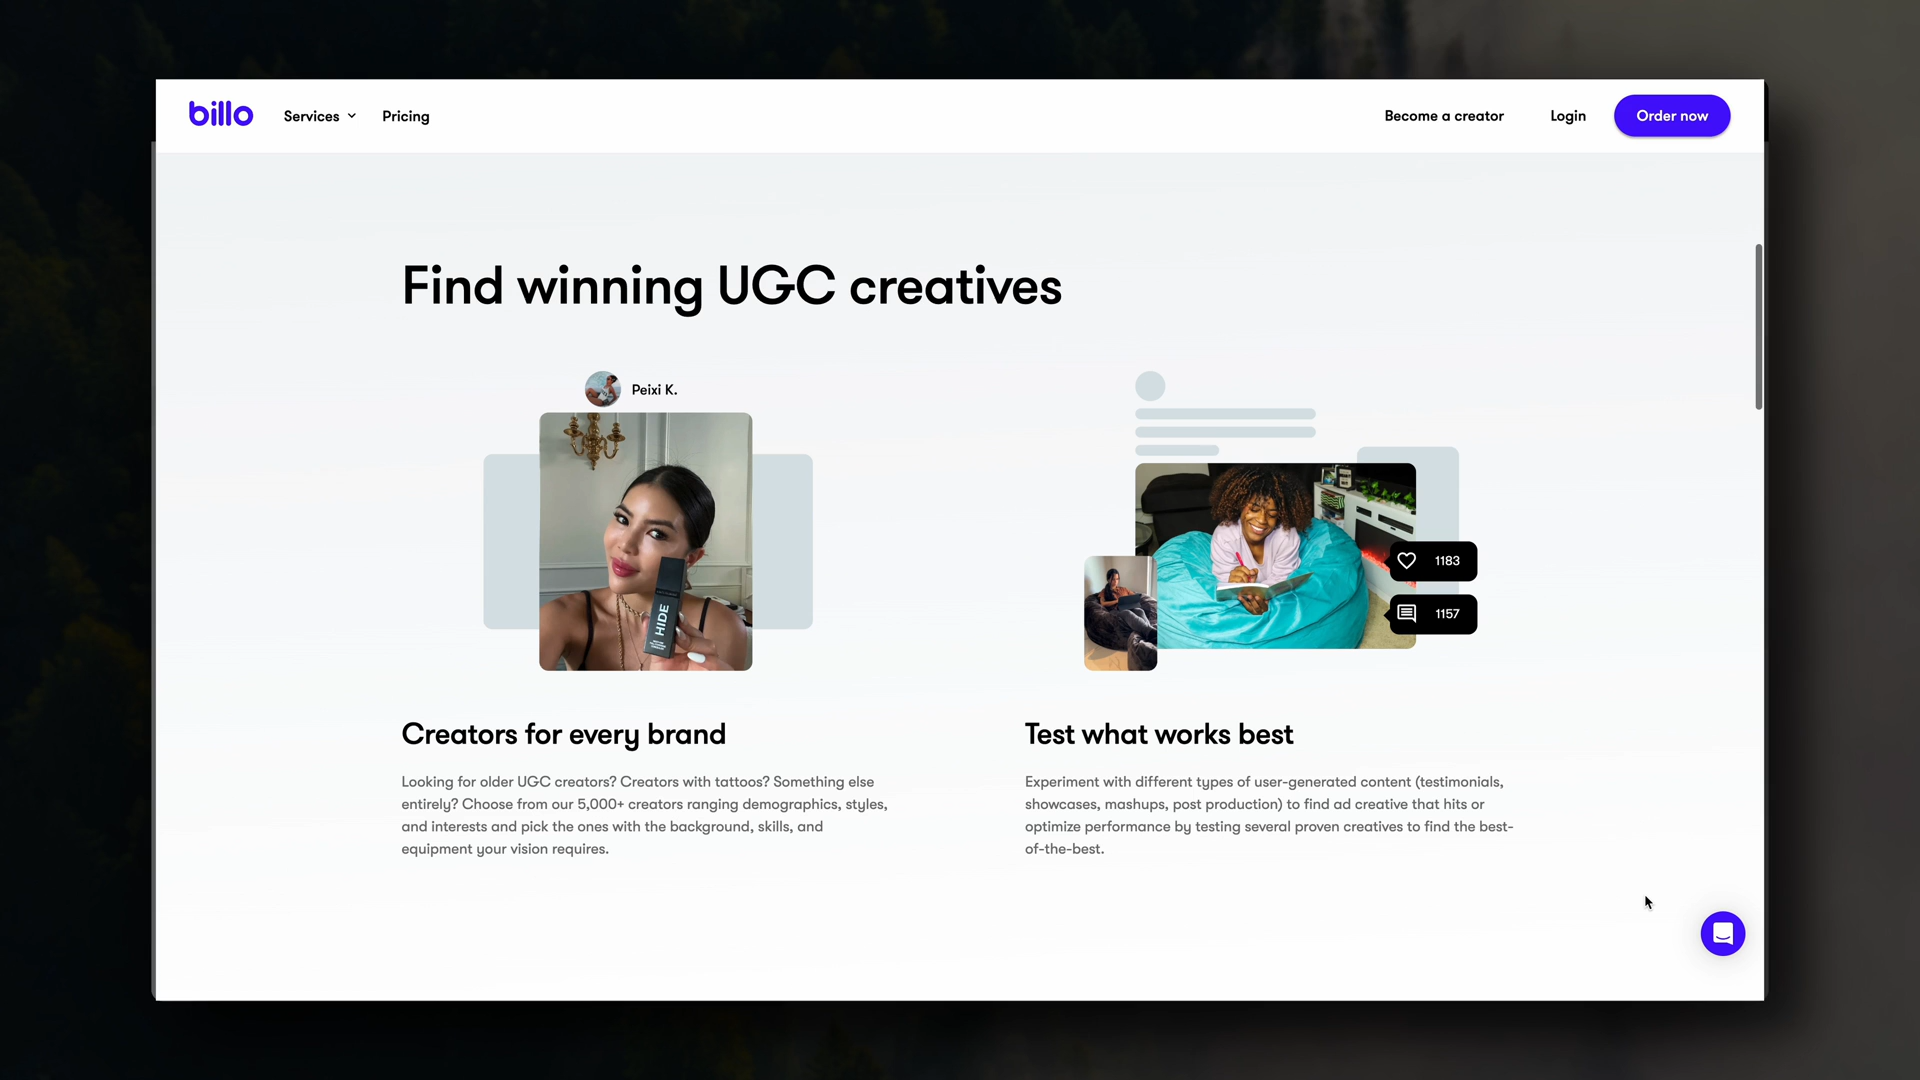 billo
Services
Pricing
Become a creator
Login
Order now
Find winning UGC creatives
Peixi K.
HIDE
1183
1157
Creators for every brand
Looking for older UGC creators? Creators with tattoos? Something else
entirely? Choose from our 5,000+ creators ranging demographics, styles,
and interests and pick the ones with the background, skills, and
equipment your vision requires.
Test what works best
Experiment with different types of user-generated content (testimonials,
showcases, mashups, post production) to find ad creative that hits or
optimize performance by testing several proven creatives to find the best-
of-the-best.